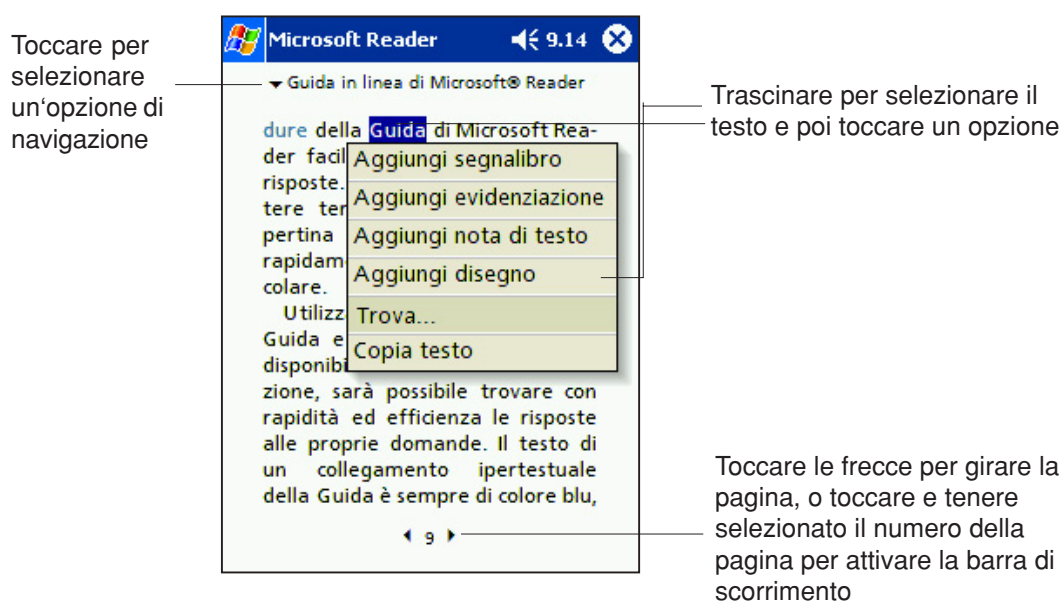 Toccare per
selezionare
un'opzione di
navigazione
Microsoft Reader 9.14
Guida in linea di Microsoft® Reader
dure della Guida di Microsoft Rea-
der facil
risposte.
tere ter
pertina
rapidam
colare.
Utilizz
Guida e
disponibi
zione, sarà possibile trovare con
rapidità ed efficienza le risposte
alle proprie domande. Il testo di
un collegamento ipertestuale
della Guida è sempre di colore blu,
9
Aggiungi segnalibro
Aggiungi evidenziazione
Aggiungi nota di testo
Aggiungi disegno
Trova...
Copia testo
Trascinare per selezionare il
testo e poi toccare un opzione
Toccare le frecce per girare la
pagina, o toccare e tenere
selezionato il numero della
pagina per attivare la barra di
scorrimento